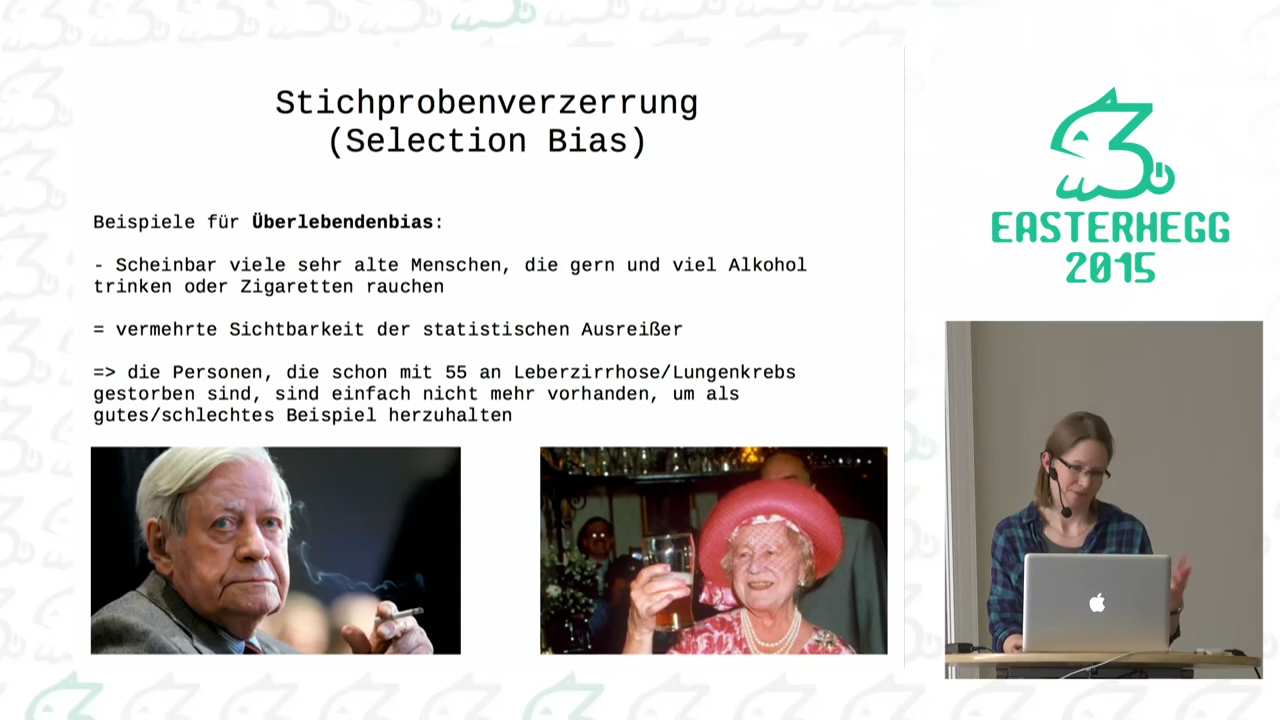 Stichprobenverzerrung
(Selection Bias)
Beispiele für Überlebendenbias:
- Scheinbar viele sehr alte Menschen, die gern und viel Alkohol
trinken oder Zigaretten rauchen
= vermehrte Sichtbarkeit der statistischen Ausreißer
=> die Personen, die schon mit 55 an Leberzirrhose/Lungenkrebs
gestorben sind, sind einfach nicht mehr vorhanden, um als
gutes/schlechtes Beispiel herzuhalten
EASTERHEGG
2015